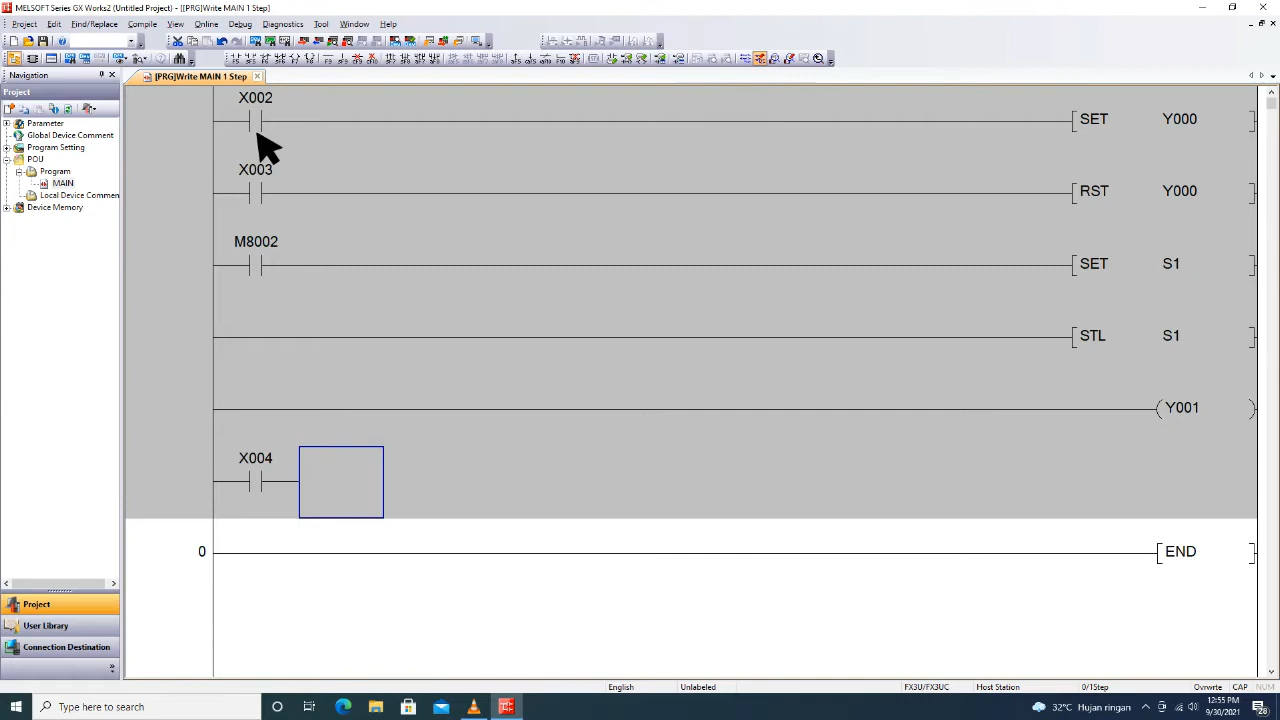 MELSOFT Series GX Works2 (Untitled Project) - [[PRG]Write MAIN 1 Step]
Project Edit Find/Replace Compile View Online Debug Diagnostics Tool Window Help
Navigation
[PRG]Write MAIN 1 Step
Project
Parameter
Global Device Comment
Program Setting
POU
Program
MAIN
Local Device Commen
Device Memory
X002
SET Y000
X003
RST Y000
M8002
SET S1
STL S1
Y001
X004
0
END
Project
User Library
Connection Destination
English Unlabeled FX3U/FX3UC Host Station 0/1Step Ovrwrte CAP NUM
Type here to search
32°C Hujan ringan
12:55 PM
9/30/2021
28